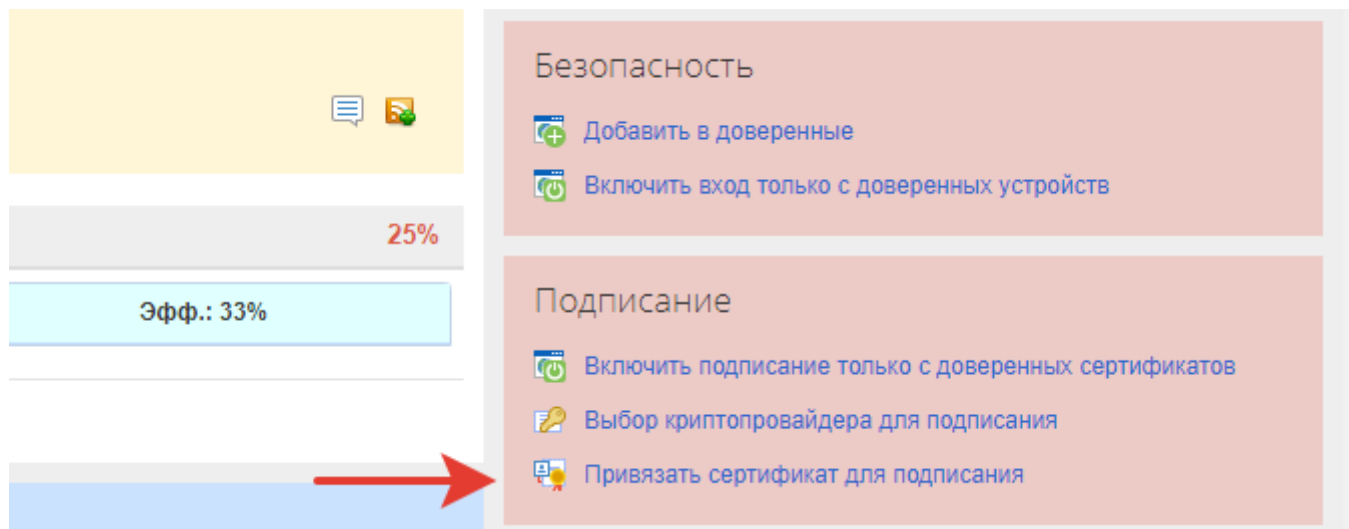 Безопасность
Добавить в доверенные
Включить вход только с доверенных устройств
25%
Эфф.: 33%
Подписание
Включить подписание только с доверенных сертификатов
Выбор криптопровайдера для подписания
Привязать сертификат для подписания